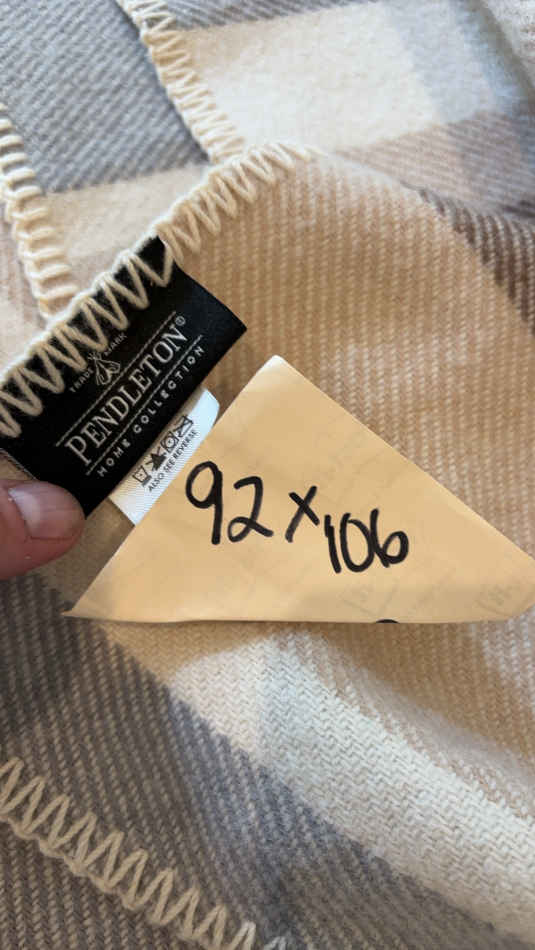 TRADE MARK
PENDLETON®
HOME COLLECTION
ALSO SEE REVERSE
92 x 106